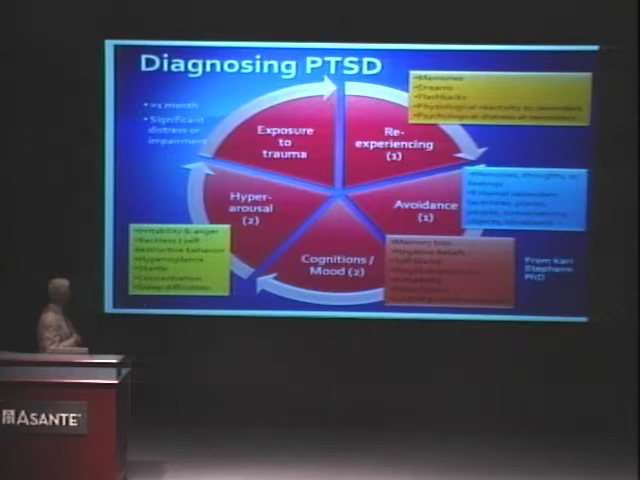 Diagnosing PTSD
•>1 month
•Significant
distress or
impairment
Exposure
to
trauma
Re-
experiencing
(1)
•Memories
•Dreams
•Flashbacks
•Physiological reactivity to reminders
•Psychological distress at reminders
Avoidance
(1)
•Memories, thoughts, or
feelings
•External reminders
people, conversations,
Cognitions /
Mood (2)
•Memory loss
•Negative beliefs
Hyper-
arousal
(2)
•Irritability & anger
•Reckless / self
destructive behavior
•Hypervigilance
•Startle
•Concentration
•Sleep difficulties
From Kari
Stephens
PhD
ASANTE